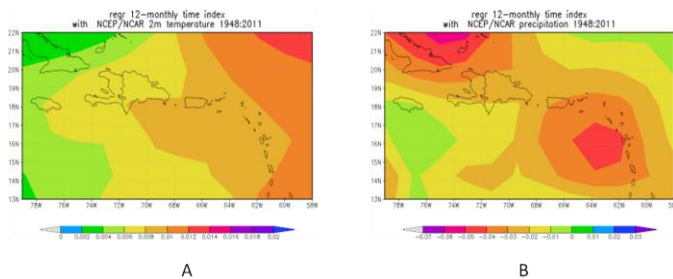 regr 12-monthly time index
with NCEP/NCAR 2m temperature 1948:2011
22N
21N
20N
19N
18N
17N
16N
15N
14N
13N
78W 76W 74W 72W 70W 68W 66W 64W 62W 60W 58W
0 0.002 0.004 0.006 0.008 0.01 0.012 0.014 0.016 0.018 0.02
A
regr 12-monthly time index
with NCEP/NCAR precipitation 1948:2011
22N
21N
20N
19N
18N
17N
16N
15N
14N
13N
78W 76W 74W 72W 70W 68W 66W 64W 62W 60W 58W
-0.07 -0.06 -0.05 -0.04 -0.03 -0.02 -0.01 0 0.01 0.02 0.03
B